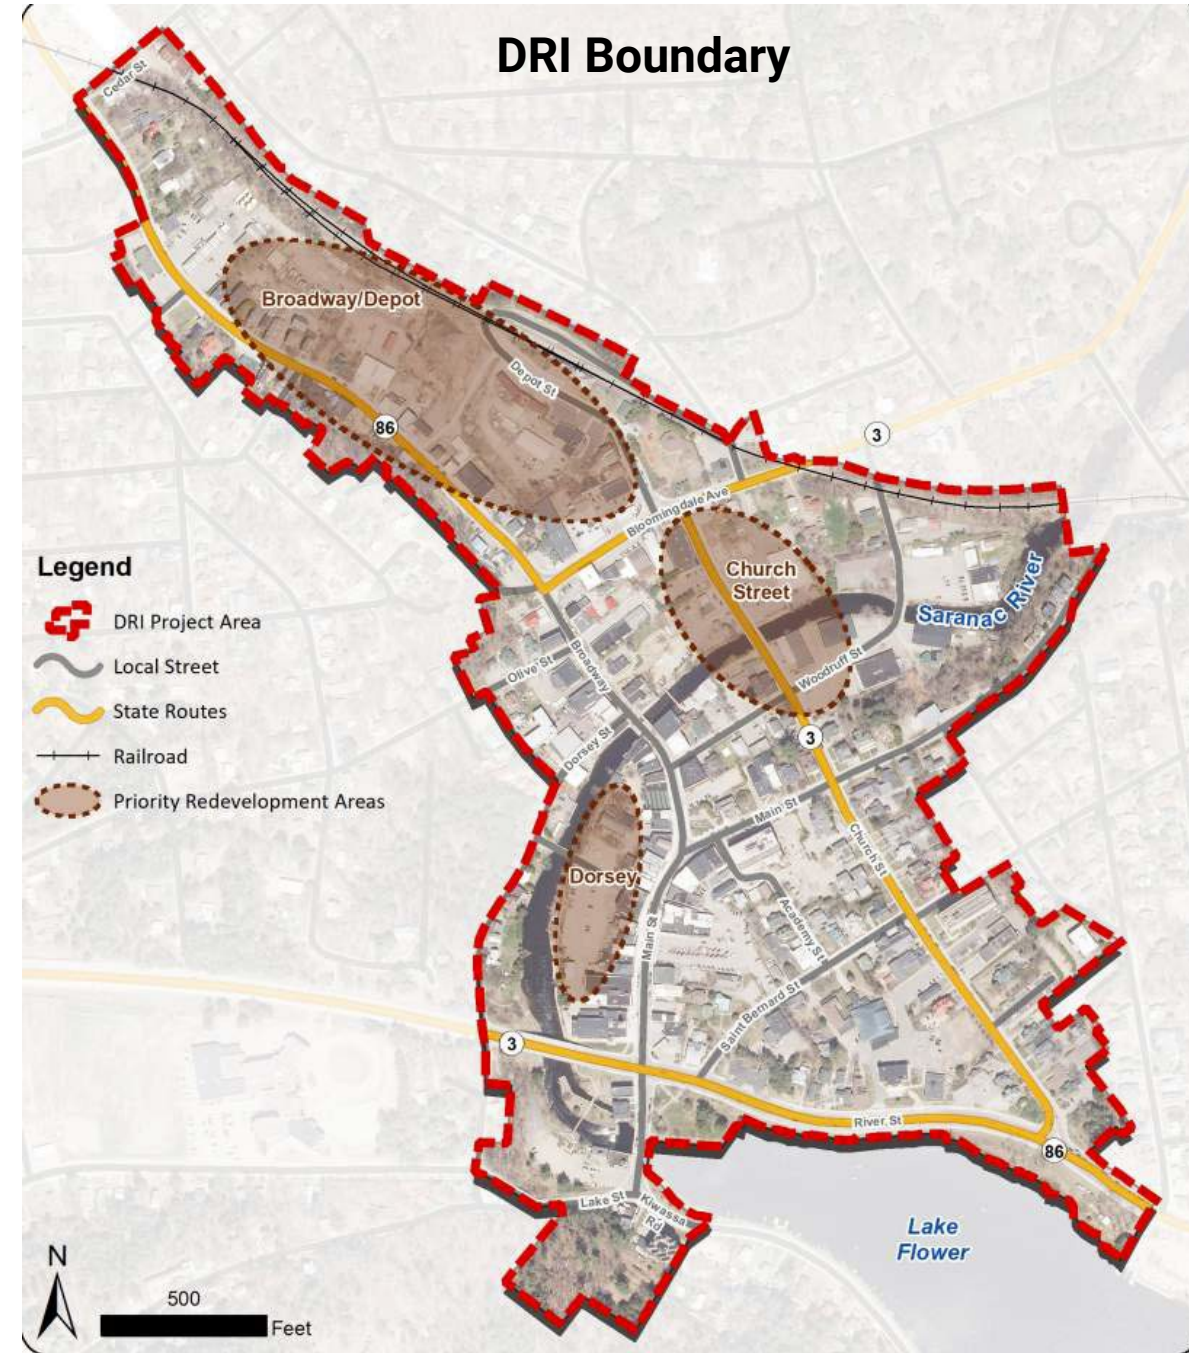 DRI Boundary
Cedar St
Broadway/Depot
Depot St
86
3
Bloomingdale Ave
Church
Street
Saranac River
Legend
DRI Project Area
Local Street
State Routes
Railroad
Priority Redevelopment Areas
Olive St
Broadway
Woodruff St
Dorsey St
3
Main St
Church St
Dorsey
Main St
Academy St
Saint Bernard St
3
River St
86
Lake St
Kiwassa
Rd
Lake
Flower
N
500
Feet